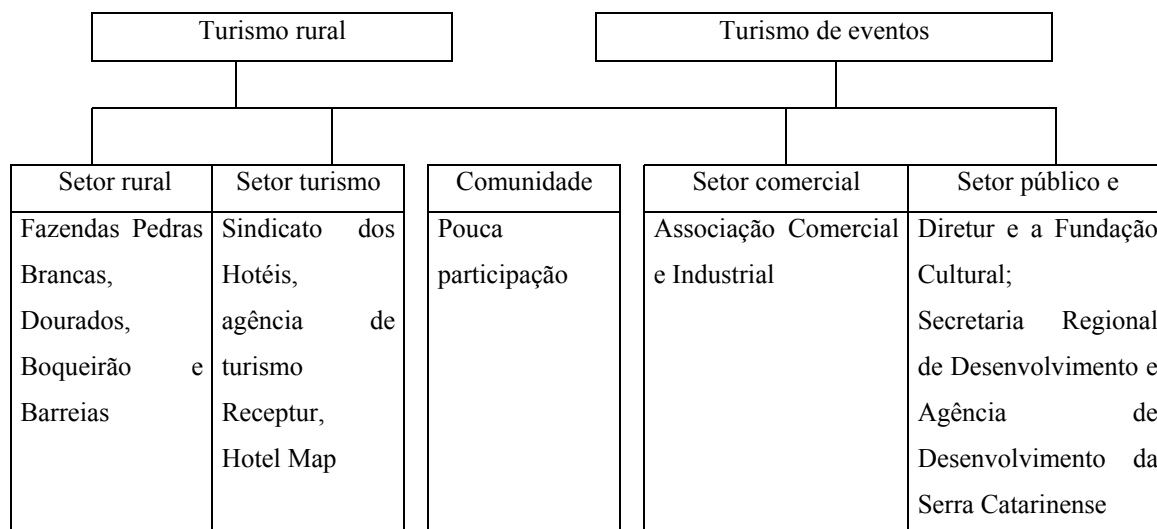 Turismo rural
Turismo de eventos
Setor rural
Fazendas Pedras
Brancas,
Dourados,
Boqueirão e
Barreias
Setor turismo
Sindicato dos
Hotéis,
agência de
turismo
Receptur,
Hotel Map
Comunidade
Pouca
participação
Setor comercial
Associação Comercial
e Industrial
Setor público e
Diretur e a Fundação
Cultural;
Secretaria Regional
de Desenvolvimento e
Agência de
Desenvolvimento da
Serra Catarinense